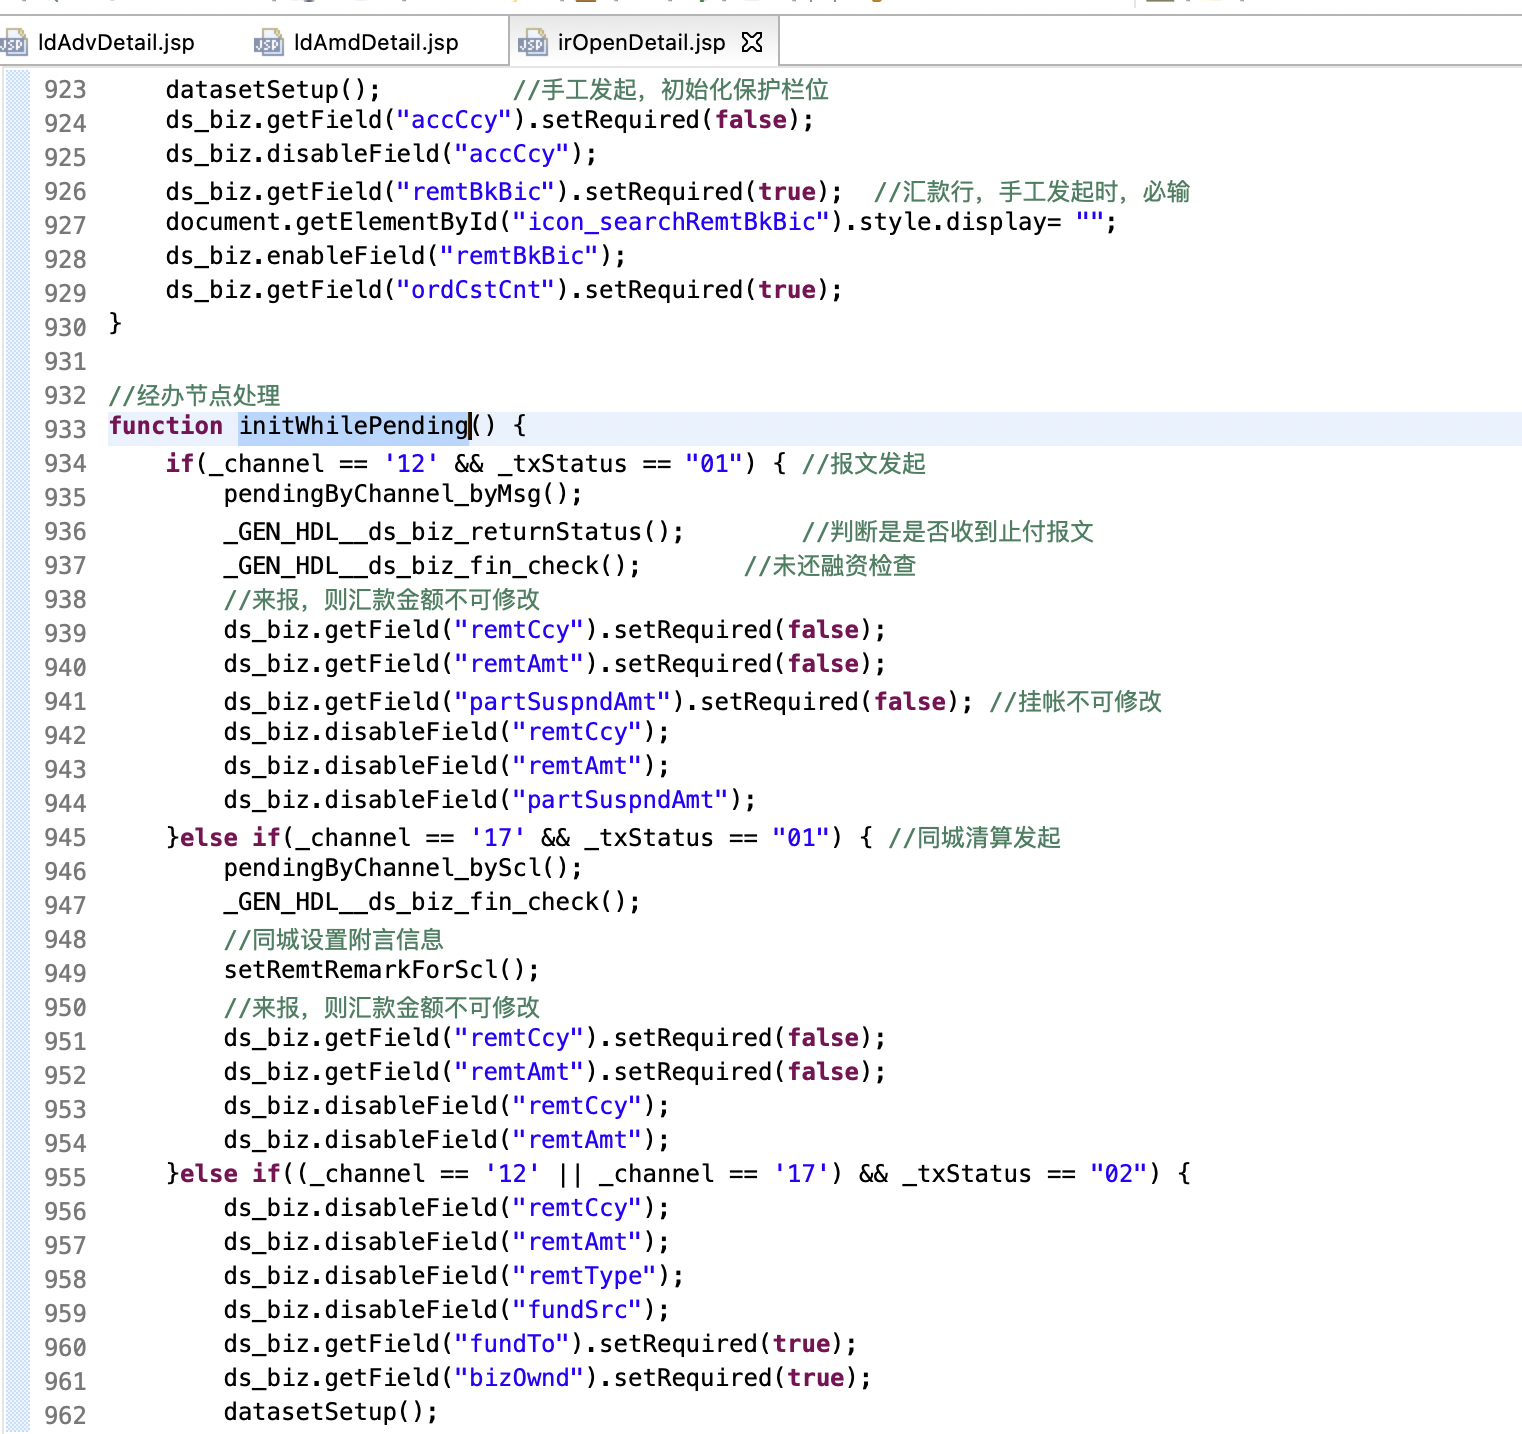 ldAdvDetail.jsp ldAmdDetail.jsp irOpenDetail.jsp
923 datasetSetup(); //手工发起，初始化保护栏位
924 ds_biz.getField("accCcy").setRequired(false);
925 ds_biz.disableField("accCcy");
926 ds_biz.getField("remtBkBic").setRequired(true); //汇款行，手工发起时，必输
927 document.getElementById("icon_searchRemtBkBic").style.display= "";
928 ds_biz.enableField("remtBkBic");
929 ds_biz.getField("ordCstCnt").setRequired(true);
930 }
931
932 //经办节点处理
933 function initWhilePending() {
934 if(_channel == '12' && _txStatus == "01") { //报文发起
935 pendingByChannel_byMsg();
936 _GEN_HDL__ds_biz_returnStatus(); //判断是是否收到止付报文
937 _GEN_HDL__ds_biz_fin_check(); //未还融资检查
938 //来报，则汇款金额不可修改
939 ds_biz.getField("remtCcy").setRequired(false);
940 ds_biz.getField("remtAmt").setRequired(false);
941 ds_biz.getField("partSuspndAmt").setRequired(false); //挂帐不可修改
942 ds_biz.disableField("remtCcy");
943 ds_biz.disableField("remtAmt");
944 ds_biz.disableField("partSuspndAmt");
945 }else if(_channel == '17' && _txStatus == "01") { //同城清算发起
946 pendingByChannel_byScl();
947 _GEN_HDL__ds_biz_fin_check();
948 //同城设置附言信息
949 setRemtRemarkForScl();
950 //来报，则汇款金额不可修改
951 ds_biz.getField("remtCcy").setRequired(false);
952 ds_biz.getField("remtAmt").setRequired(false);
953 ds_biz.disableField("remtCcy");
954 ds_biz.disableField("remtAmt");
955 }else if((_channel == '12' || _channel == '17') && _txStatus == "02") {
956 ds_biz.disableField("remtCcy");
957 ds_biz.disableField("remtAmt");
958 ds_biz.disableField("remtType");
959 ds_biz.disableField("fundSrc");
960 ds_biz.getField("fundTo").setRequired(true);
961 ds_biz.getField("bizOwnd").setRequired(true);
962 datasetSetup();